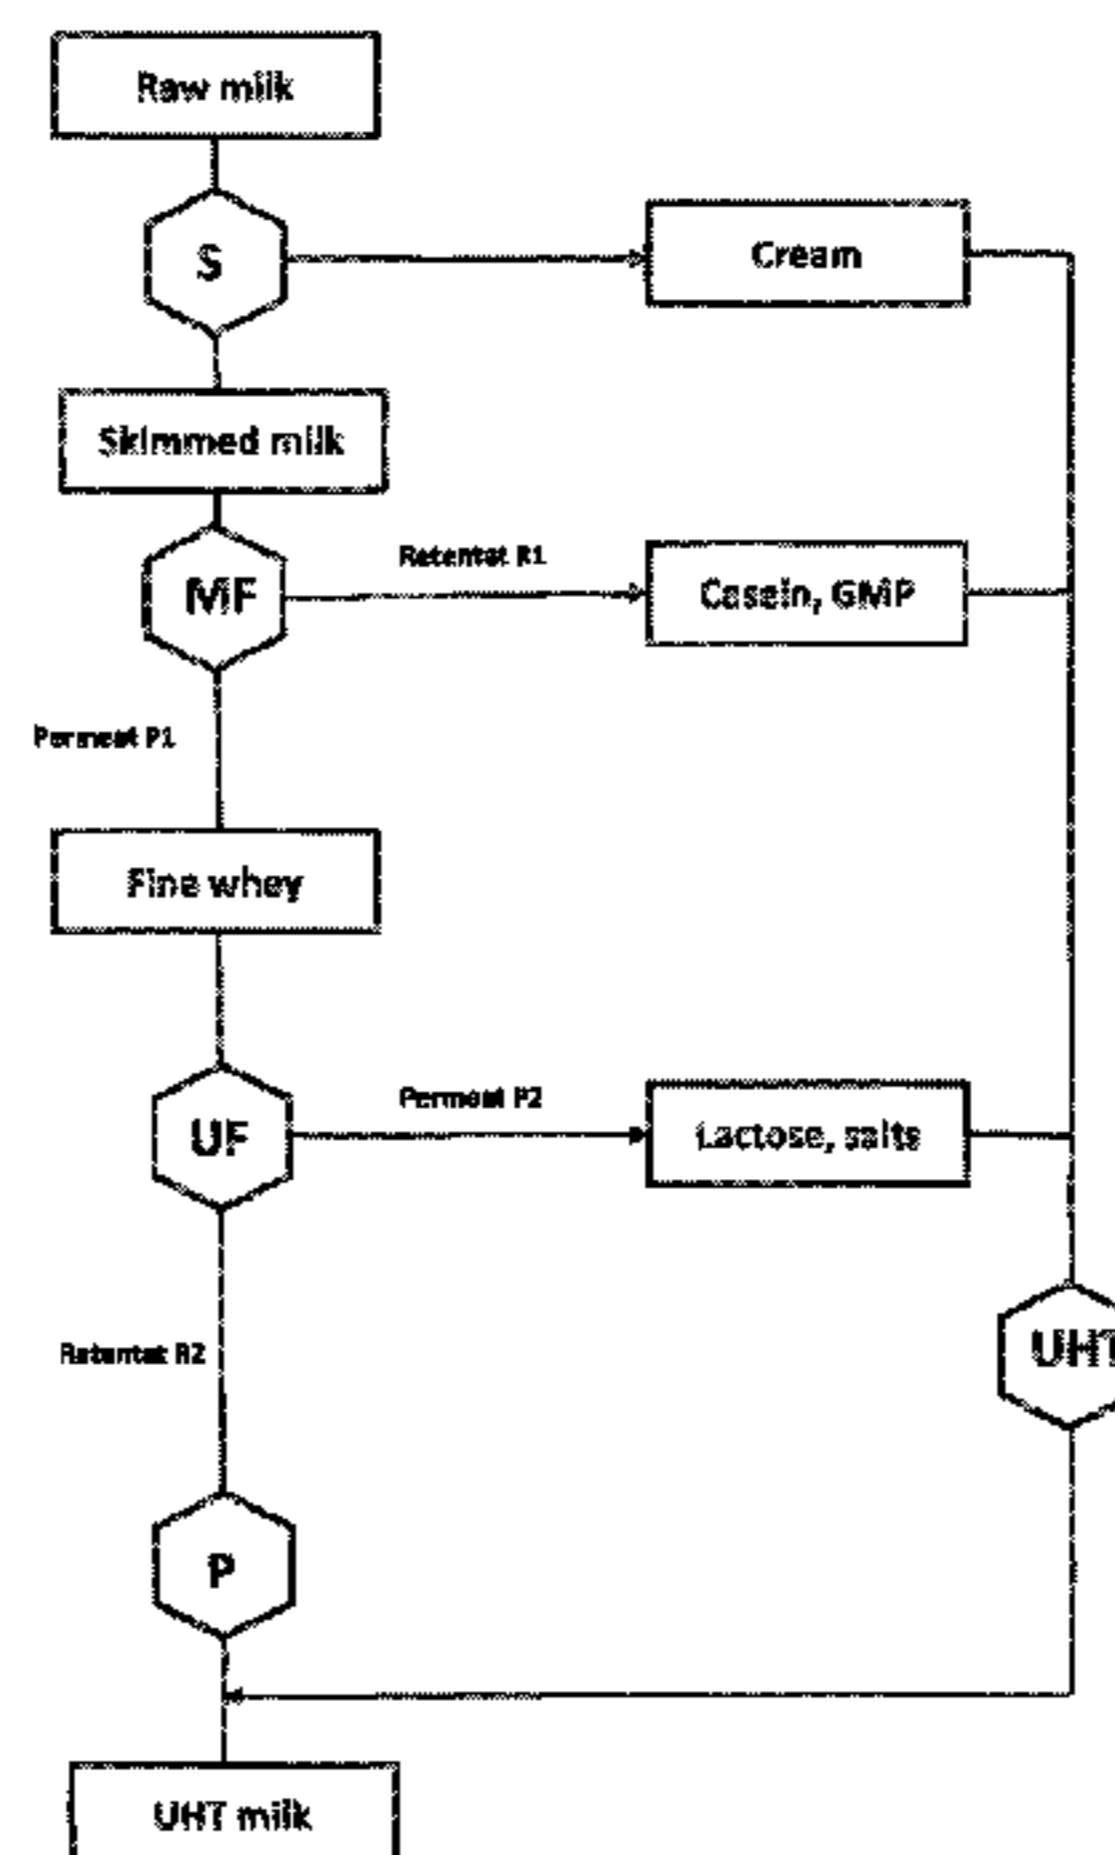 Raw milk
S
Cream
Skimmed milk
MF
Retentat R1
Casein, GMP
Permeat P1
Fine whey
UF
Permeat P2
Lactose, salts
UHT
Retentat R2
P
UHT milk